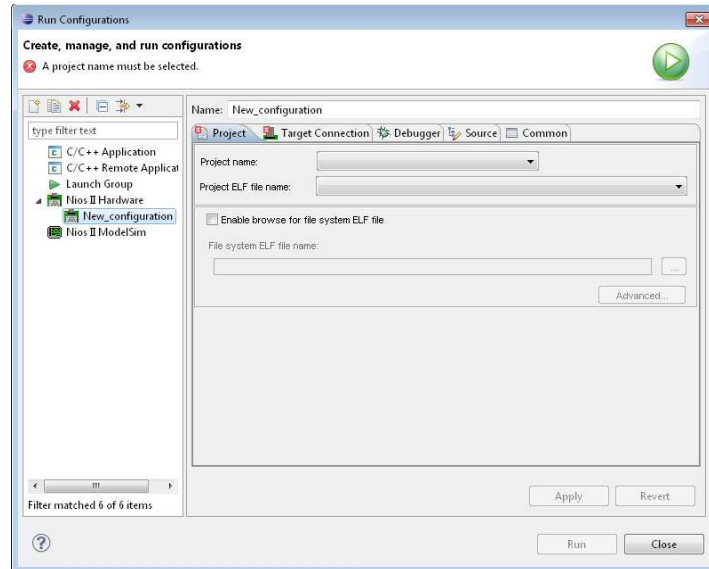 Run Configurations
Create, manage, and run configurations
A project name must be selected.
type filter text
C/C++ Application
C/C++ Remote Applicat
Launch Group
Nios II Hardware
New_configuration
Nios II ModelSim
Filter matched 6 of 6 items
Name: New_configuration
Project Target Connection Debugger Source Common
Project name:
Project ELF file name:
Enable browse for file system ELF file
File system ELF file name:
...
Advanced...
Apply Revert
Run Close